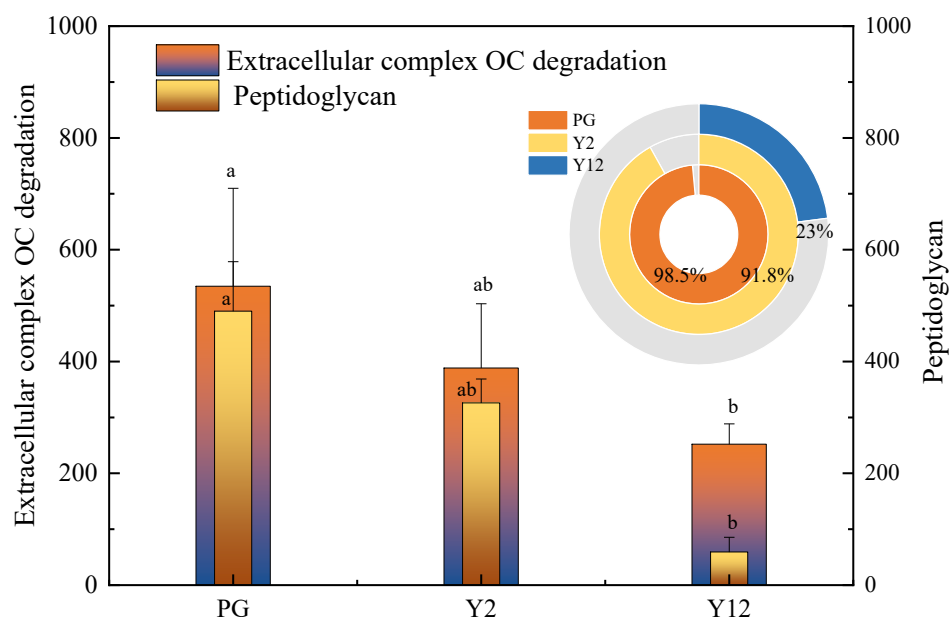 1000
800
600
400
200
0
Extracellular complex OC degradation
Extracellular complex OC degradation
Peptidoglycan
PG
Y2
Y12
98.5%
91.8%
23%
a
a
ab
ab
b
b
PG
Y2
Y12
1000
800
600
400
200
0
Peptidoglycan